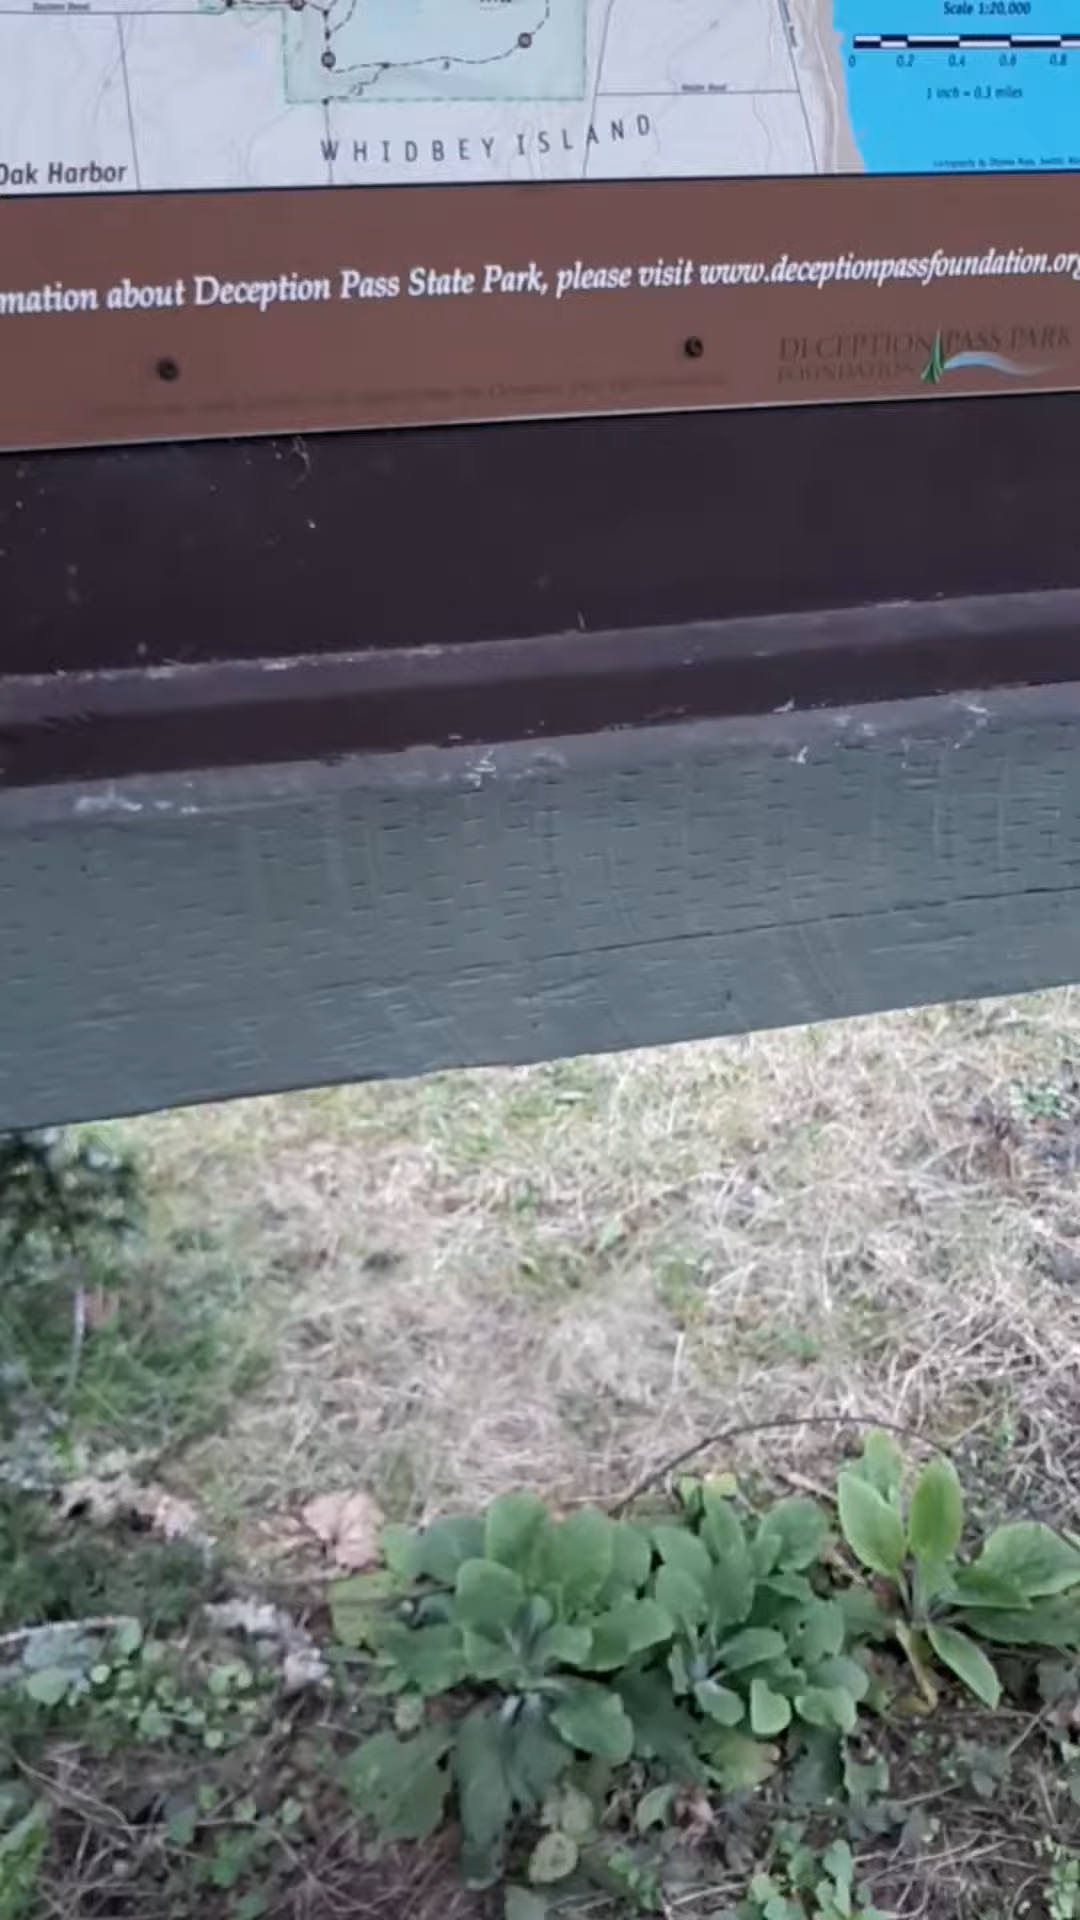 Scale 1:20,000
0 0.2 0.4 0.6 0.8
1 inch = 0.3 miles
WHIDBEY ISLAND
Oak Harbor
mation about Deception Pass State Park, please visit www.deceptionpassfoundation.org
DECEPTION PASS PARK
FOUNDATION